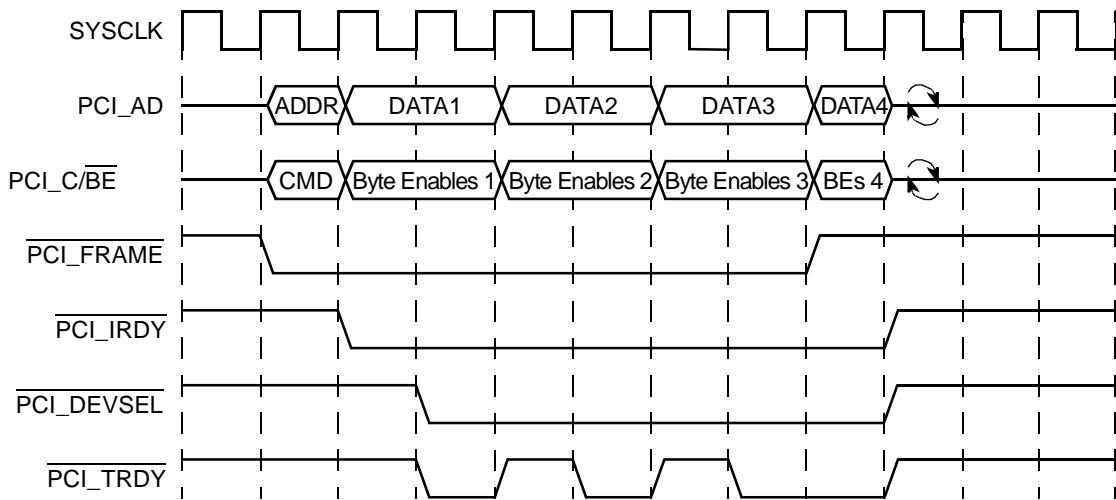 SYSCLK
PCI_AD ADDR DATA1 DATA2 DATA3 DATA4
PCI_C/BE CMD Byte Enables 1 Byte Enables 2 Byte Enables 3 BEs 4
PCI_FRAME
PCI_IRDY
PCI_DEVSEL
PCI_TRDY